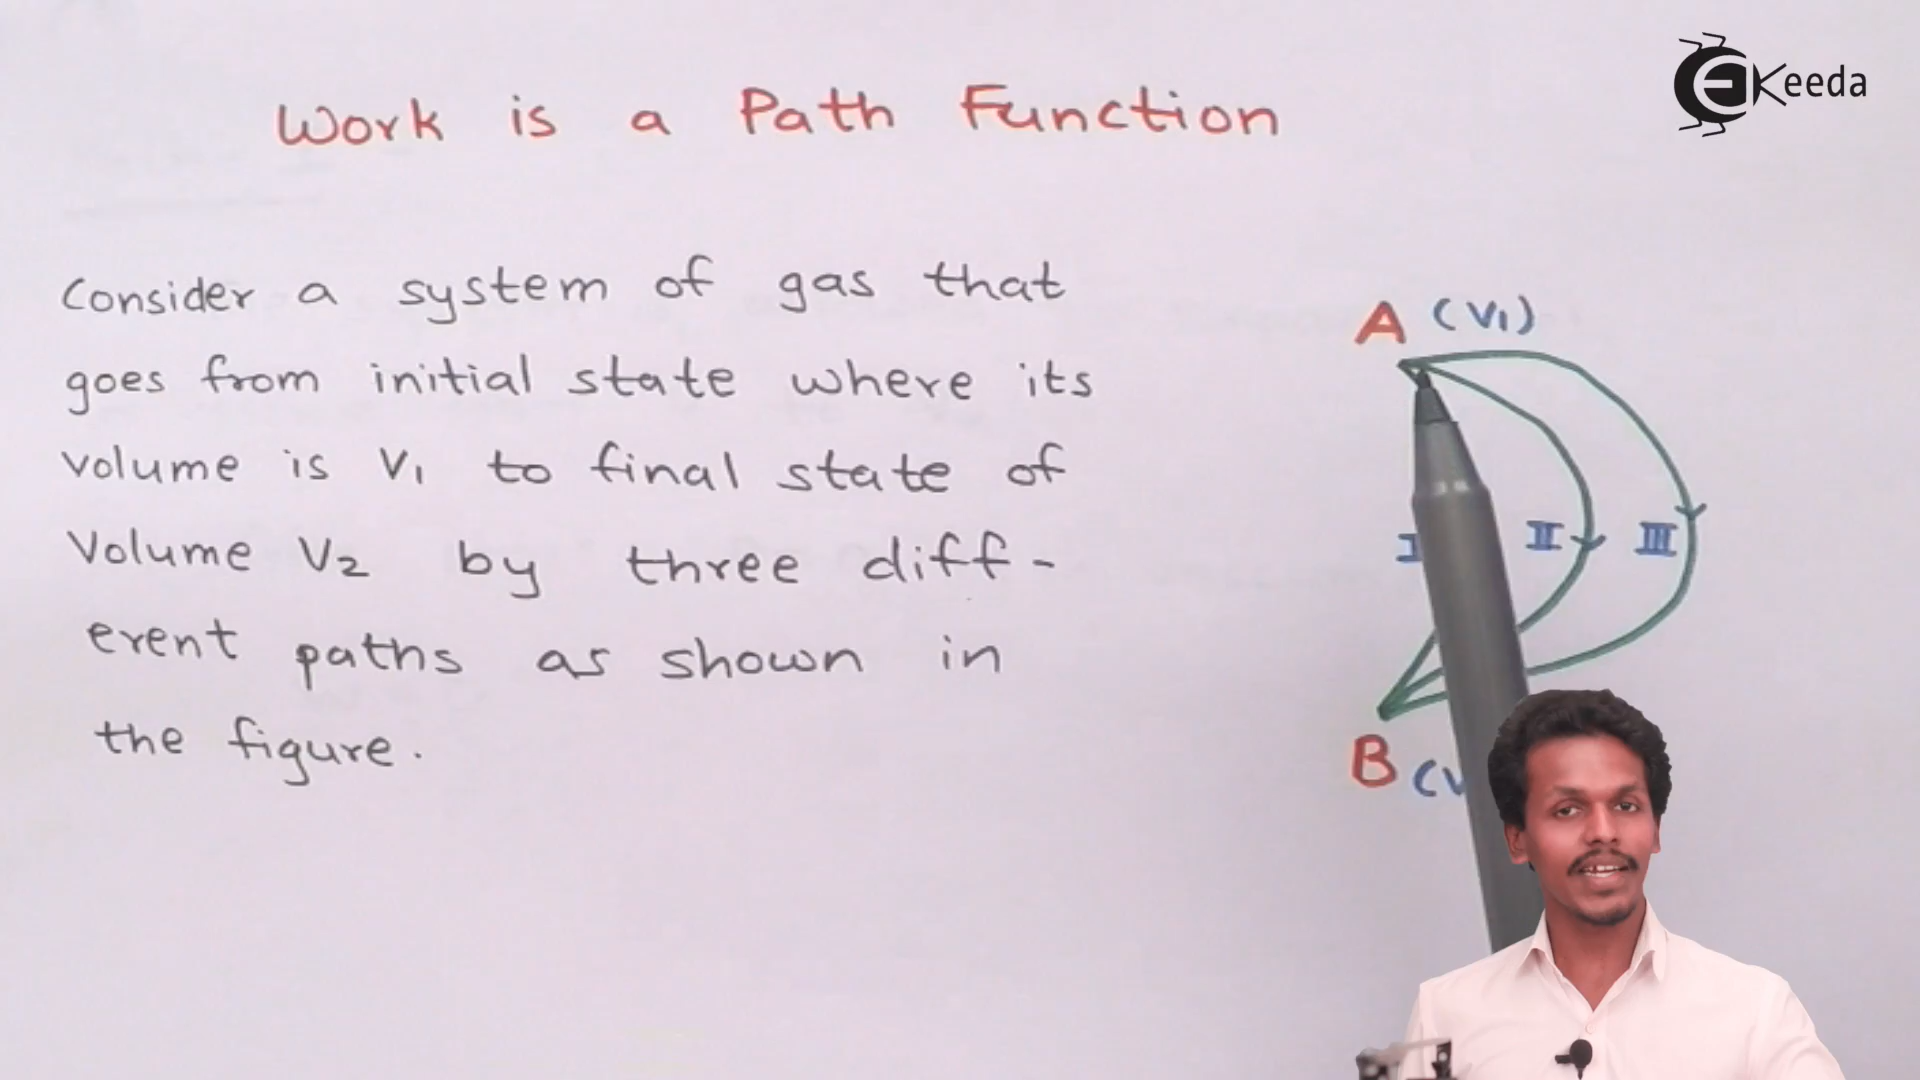 EKeeda
Work is a Path Function
Consider a system of gas that
goes from initial state where its
volume is V1 to final state of
Volume V2 by three diff-
erent paths as shown in
the figure.
A (V1)
I II III
B (V